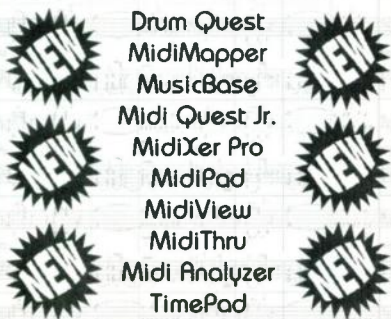 Drum Quest
NEW NEW
MidiMapper
MusicBase
Midi Quest Jr.
NEW NEW
MidiXer Pro
MidiPad
MidiView
MidiThru
NEW NEW
Midi Analyzer
TimePad